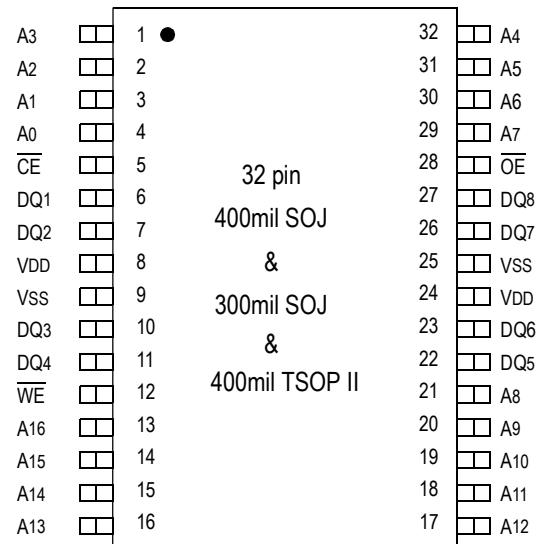 A3 1 32 A4
A2 2 31 A5
A1 3 30 A6
A0 4 29 A7
C̅E̅ 5 28 O̅E̅
32 pin
DQ1 6 27 DQ8
400mil SOJ
DQ2 7 26 DQ7
VDD 8 & 25 VSS
VSS 9 24 VDD
300mil SOJ
DQ3 10 23 DQ6
&
DQ4 11 22 DQ5
400mil TSOP II
W̅E̅ 12 21 A8
A16 13 20 A9
A15 14 19 A10
A14 15 18 A11
A13 16 17 A12